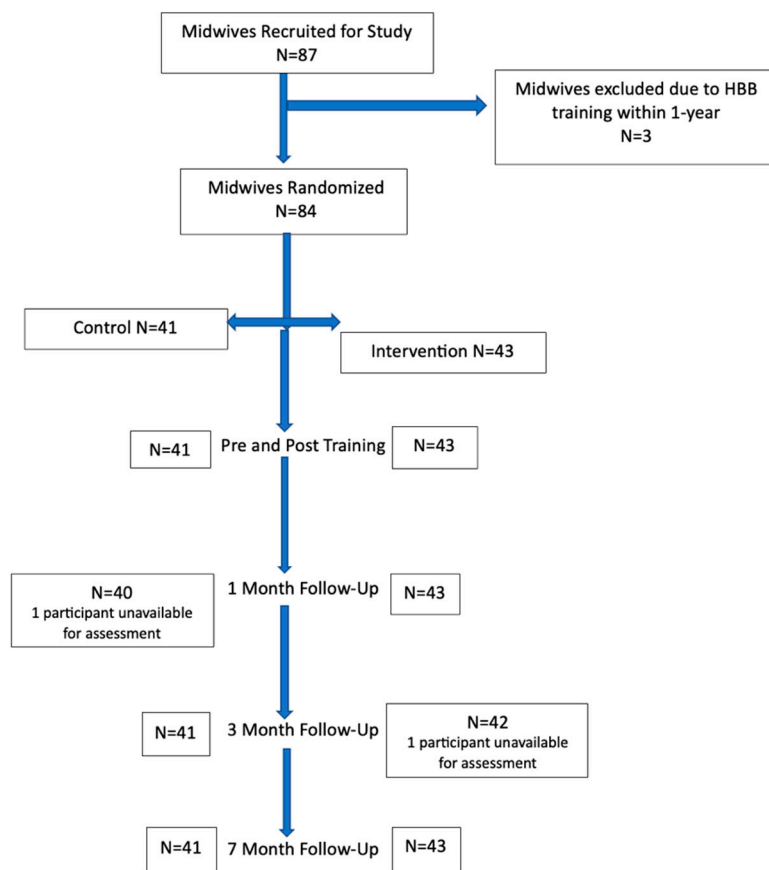 Midwives Recruited for Study
N=87
Midwives excluded due to HBB
training within 1-year
N=3
Midwives Randomized
N=84
Control N=41
Intervention N=43
N=41
Pre and Post Training
N=43
N=40
1 participant unavailable
for assessment
1 Month Follow-Up
N=43
N=41
3 Month Follow-Up
N=42
1 participant unavailable
for assessment
N=41
7 Month Follow-Up
N=43